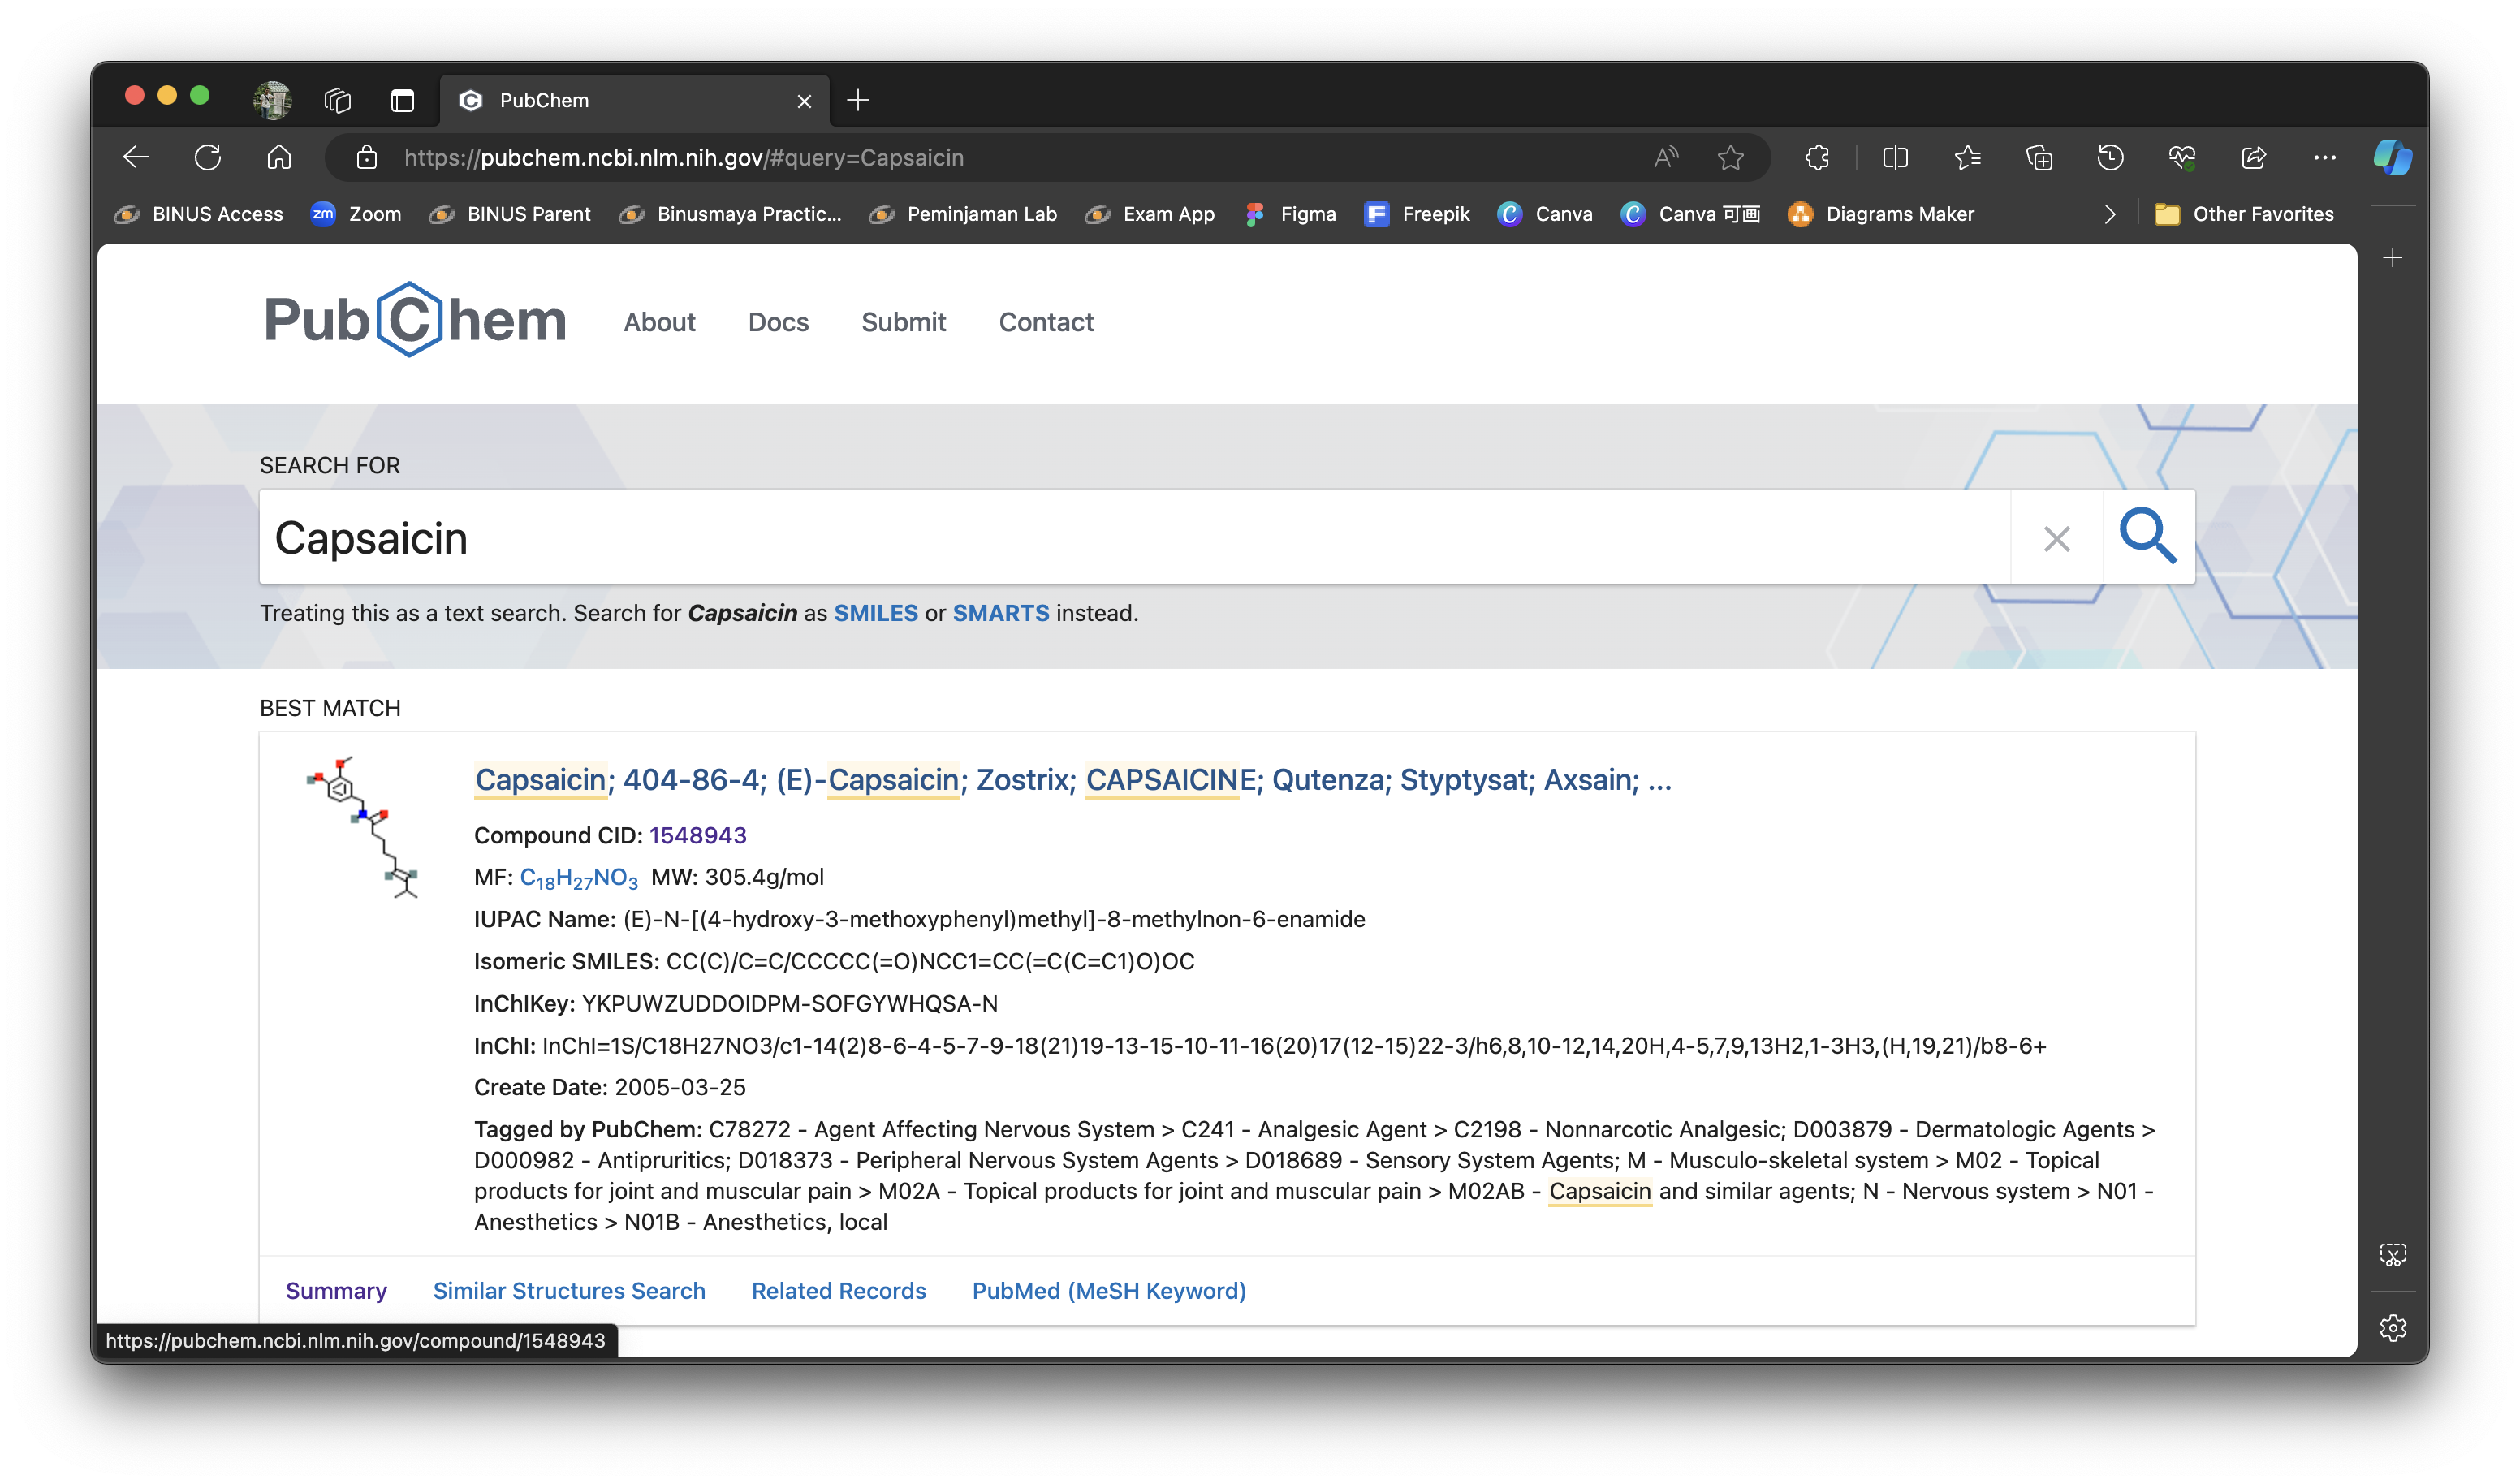 PubChem
https://pubchem.ncbi.nlm.nih.gov/#query=Capsaicin
BINUS Access zm Zoom BINUS Parent Binusmaya Practic... Peminjaman Lab Exam App Figma F Freepik C Canva C Canva 可画 Diagrams Maker Other Favorites
PubChem About Docs Submit Contact
SEARCH FOR
Capsaicin
Treating this as a text search. Search for Capsaicin as SMILES or SMARTS instead.
BEST MATCH
Capsaicin; 404-86-4; (E)-Capsaicin; Zostrix; CAPSAICINE; Qutenza; Styptysat; Axsain; ...
Compound CID: 1548943
MF: C₁₈H₂₇NO₃ MW: 305.4g/mol
IUPAC Name: (E)-N-[(4-hydroxy-3-methoxyphenyl)methyl]-8-methylnon-6-enamide
Isomeric SMILES: CC(C)/C=C/CCCCC(=O)NCC1=CC(=C(C=C1)O)OC
InChIKey: YKPUWZUDDOIDPM-SOFGYWHQSA-N
InChI: InChI=1S/C18H27NO3/c1-14(2)8-6-4-5-7-9-18(21)19-13-15-10-11-16(20)17(12-15)22-3/h6,8,10-12,14,20H,4-5,7,9,13H2,1-3H3,(H,19,21)/b8-6+
Create Date: 2005-03-25
Tagged by PubChem: C78272 - Agent Affecting Nervous System > C241 - Analgesic Agent > C2198 - Nonnarcotic Analgesic; D003879 - Dermatologic Agents >
D000982 - Antipruritics; D018373 - Peripheral Nervous System Agents > D018689 - Sensory System Agents; M - Musculo-skeletal system > M02 - Topical
products for joint and muscular pain > M02A - Topical products for joint and muscular pain > M02AB - Capsaicin and similar agents; N - Nervous system > N01 -
Anesthetics > N01B - Anesthetics, local
Summary Similar Structures Search Related Records PubMed (MeSH Keyword)
https://pubchem.ncbi.nlm.nih.gov/compound/1548943